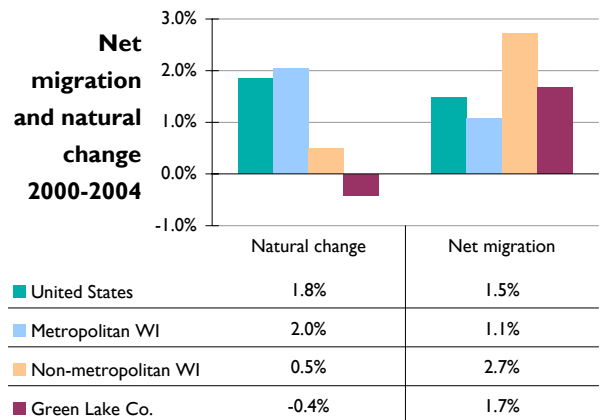 Net
migration
and natural
change
2000-2004
3.0%
2.0%
1.0%
0.0%
-1.0%
Natural change Net migration
United States 1.8% 1.5%
Metropolitan WI 2.0% 1.1%
Non-metropolitan WI 0.5% 2.7%
Green Lake Co. -0.4% 1.7%